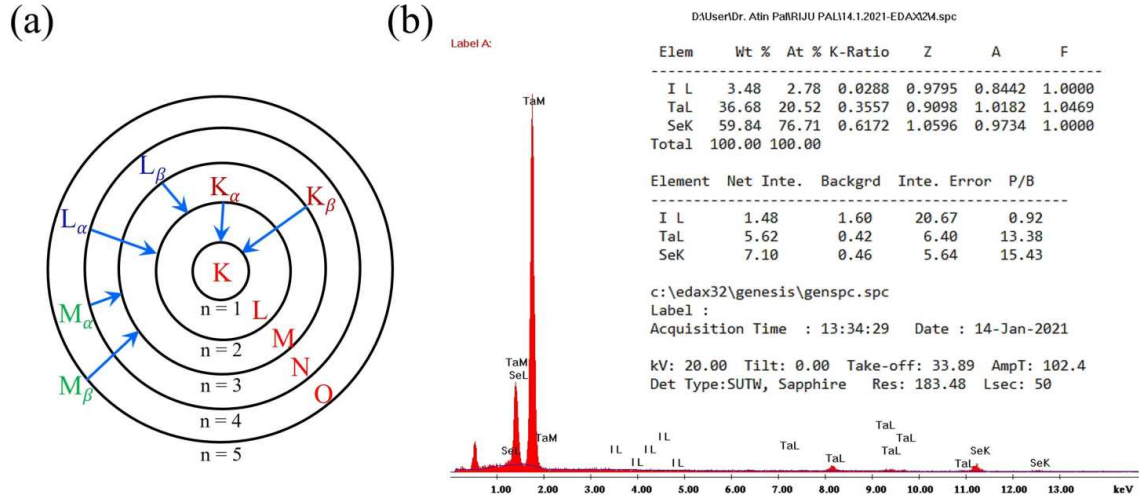 (a)
L_β
K_α
K_β
L_α
K
M_α
n = 1
L
M_β
n = 2
M
n = 3
N
O
n = 4
n = 5
(b)
D:\User\Dr. Atin Pal\RIJU PAL\14.1.2021-EDAX\2\4.spc
Label A:
Elem Wt % At % K-Ratio Z A F
I L 3.48 2.78 0.0288 0.9795 0.8442 1.0000
TaL 36.68 20.52 0.3557 0.9098 1.0182 1.0469
SeK 59.84 76.71 0.6172 1.0596 0.9734 1.0000
Total 100.00 100.00
Element Net Inte. Backgrd Inte. Error P/B
I L 1.48 1.60 20.67 0.92
TaL 5.62 0.42 6.40 13.38
SeK 7.10 0.46 5.64 15.43
c:\edax32\genesis\genspc.spc
Label :
Acquisition Time : 13:34:29 Date : 14-Jan-2021
kV: 20.00 Tilt: 0.00 Take-off: 33.89 AmpT: 102.4
Det Type:SUTW, Sapphire Res: 183.48 Lsec: 50
TaM
TaM
SeL
SeL
TaM
I L
I L
I L
I L
I L
TaL
TaL
TaL
TaL
TaL
TaL
SeK
SeK
1.00 2.00 3.00 4.00 5.00 6.00 7.00 8.00 9.00 10.00 11.00 12.00 13.00 keV